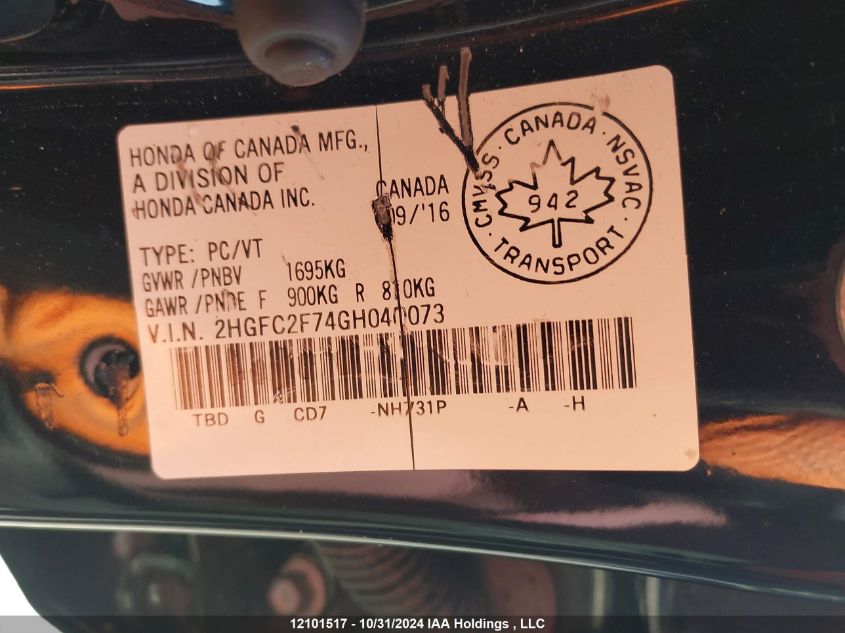 HONDA OF CANADA MFG.,
A DIVISION OF
HONDA CANADA INC.
CANADA
09/'16
CMVSS · CANADA · NSVAC · TRANSPORT ·
942
TYPE: PC/VT
GVWR /PNBV 1695KG
GAWR /PNBE F 900KG R 810KG
V.I.N. 2HGFC2F74GH040073
TBD G CD7 -NH731P -A -H
12101517 - 10/31/2024 IAA Holdings , LLC